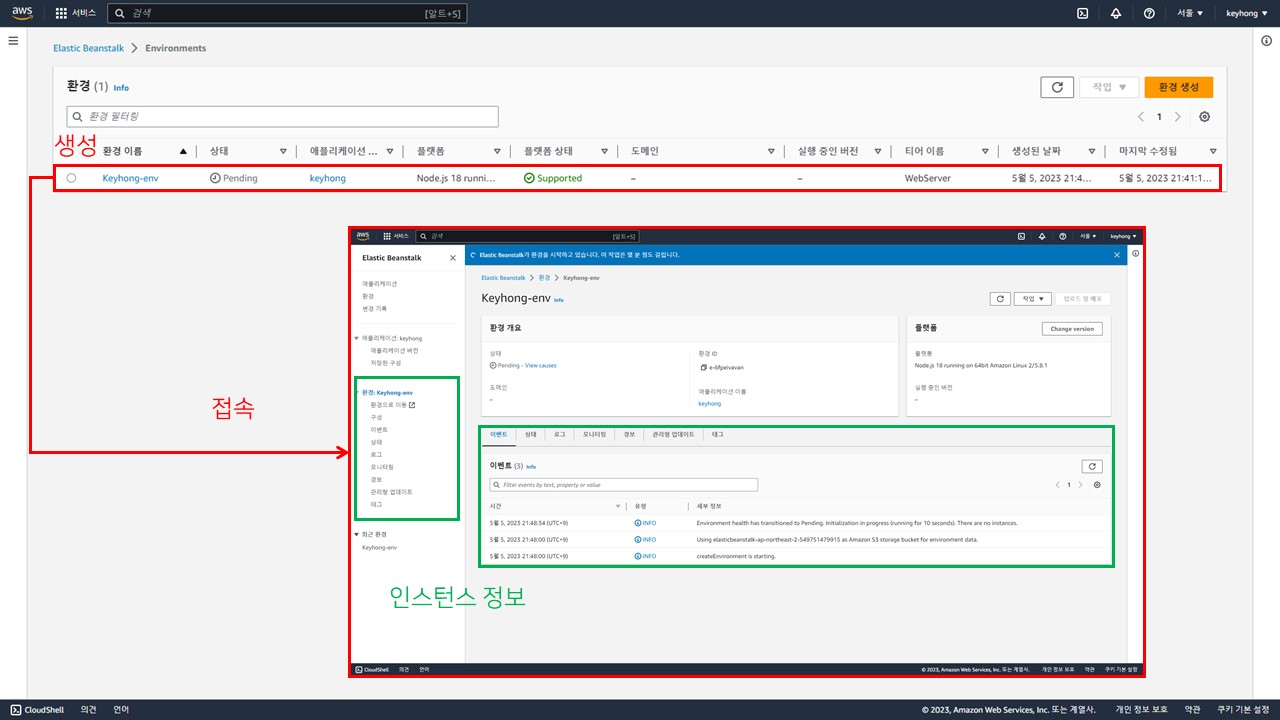 aws 서비스 검색 [알트+S] 서울 ▼ keyhong ▼
Elastic Beanstalk > Environments
환경 (1) Info
작업 ▼ 환경 생성
환경 필터링
1
생성
환경 이름 상태 애플리케이션 ... 플랫폼 플랫폼 상태 도메인 실행 중인 버전 티어 이름 생성된 날짜 마지막 수정됨
Keyhong-env Pending keyhong Node.js 18 runni... Supported – – WebServer 5월 5, 2023 21:4... 5월 5, 2023 21:41:1...
접속
aws 서비스 검색 [알트+S] 서울 ▼ keyhong ▼
Elastic Beanstalk
애플리케이션
환경
변경 기록
애플리케이션: keyhong
애플리케이션 버전
저장된 구성
환경: Keyhong-env
환경으로 이동
구성
이벤트
상태
로그
모니터링
경보
관리형 업데이트
태그
최근 환경
Keyhong-env
Elastic Beanstalk가 환경을 시작하고 있습니다. 이 작업은 몇 분 정도 걸립니다.
Elastic Beanstalk > 환경 > Keyhong-env
Keyhong-env Info
작업 ▼ 업로드 및 배포
환경 개요
상태
Pending - View causes
도메인
–
환경 ID
e-6fpeivavan
애플리케이션 이름
keyhong
플랫폼
Change version
플랫폼
Node.js 18 running on 64bit Amazon Linux 2/5.8.1
실행 중인 버전
–
이벤트 상태 로그 모니터링 경보 관리형 업데이트 태그
이벤트 (3) Info
Filter events by text, property or value
1
시간 유형 세부 정보
5월 5, 2023 21:48:34 (UTC+9) INFO Environment health has transitioned to Pending. Initialization in progress (running for 10 seconds). There are no instances.
5월 5, 2023 21:48:00 (UTC+9) INFO Using elasticbeanstalk-ap-northeast-2-549751479915 as Amazon S3 storage bucket for environment data.
5월 5, 2023 21:48:00 (UTC+9) INFO createEnvironment is starting.
인스턴스 정보
CloudShell 의견 언어 © 2023, Amazon Web Services, Inc. 또는 계열사. 개인 정보 보호 약관 쿠키 기본 설정
CloudShell 의견 언어 © 2023, Amazon Web Services, Inc. 또는 계열사. 개인 정보 보호 약관 쿠키 기본 설정